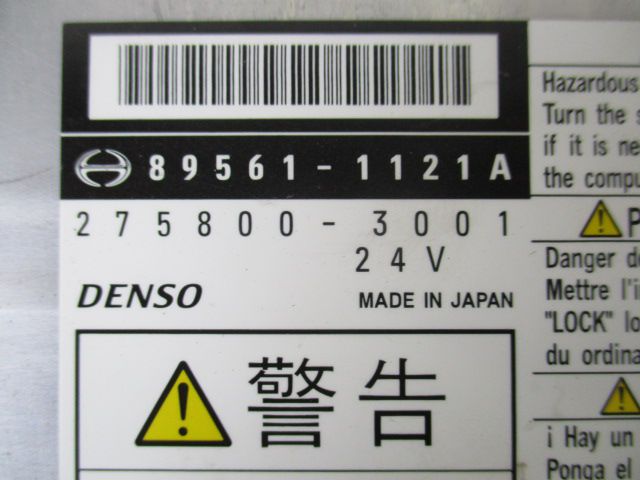 89561-1121A
275800-3001
24V
DENSO MADE IN JAPAN
警告
Hazardous
Turn the
if it is ne
the compu
Danger de
Mettre l'i
"LOCK" lo
du ordina
¡ Hay un
Ponga el